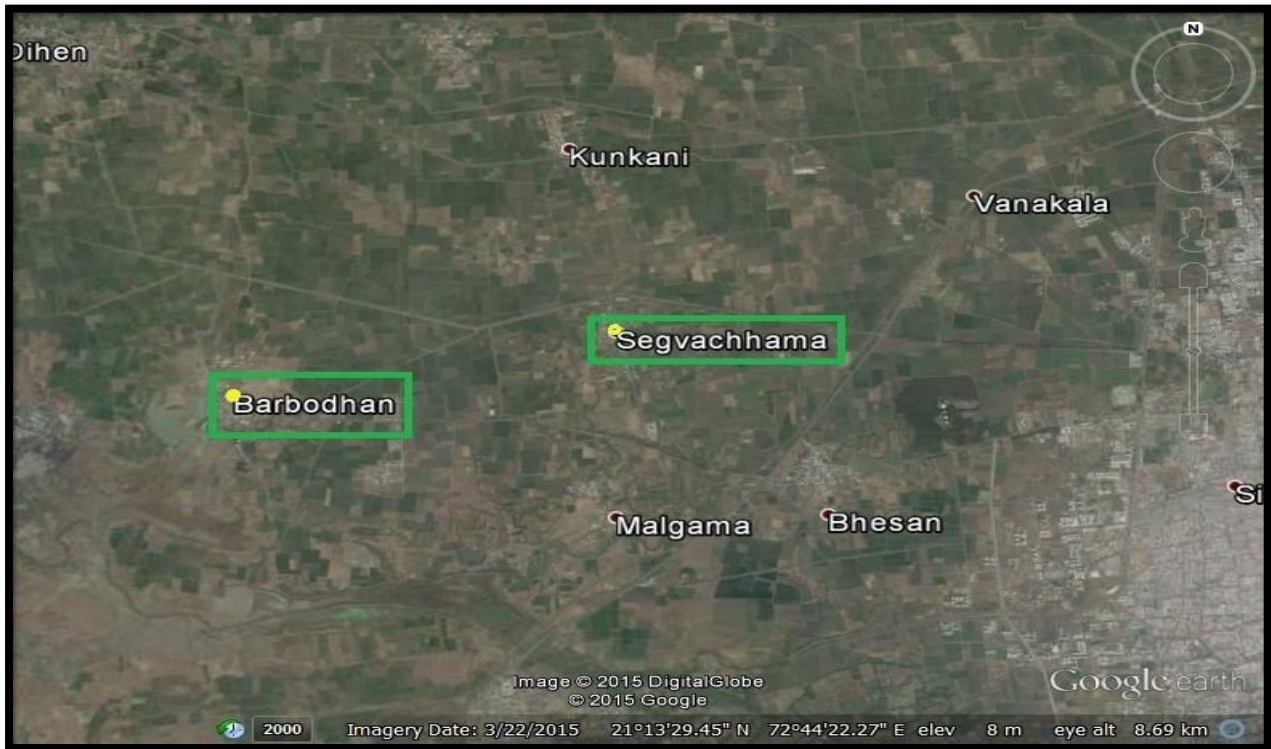 N
Dihen
Kunkani
Vanakala
Segvachhama
Barbodhan
Si
Malgama
Bhesan
Image © 2015 DigitalGlobe
© 2015 Google
Google earth
2000 Imagery Date: 3/22/2015 21°13'29.45" N 72°44'22.27" E elev 8 m eye alt 8.69 km